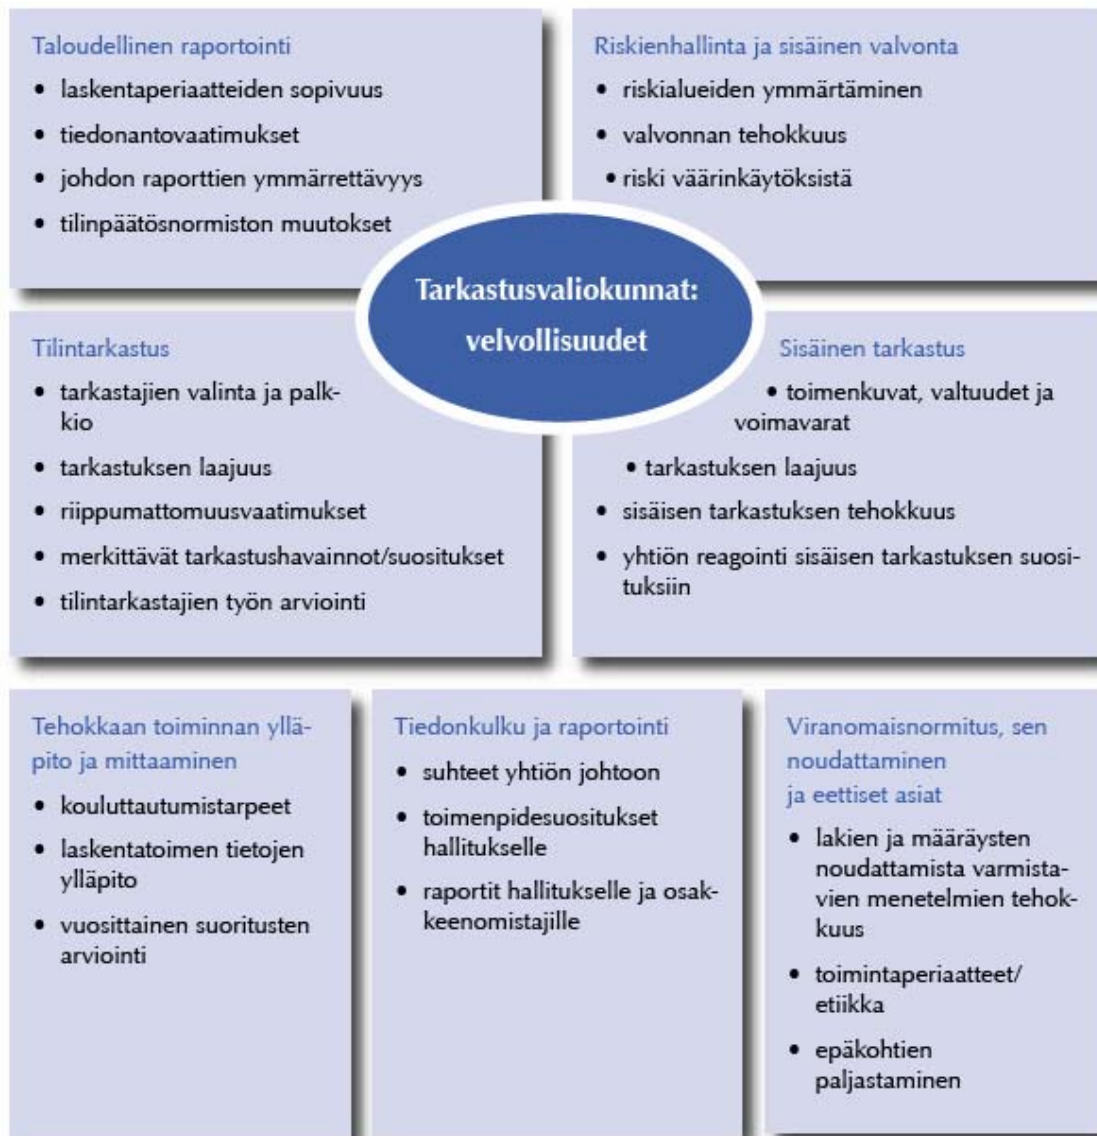 Taloudellinen raportointi
• laskentaperiaatteiden sopivuus
• tiedonantovaatimukset
• johdon raporttien ymmärrettävyys
• tilinpäätösnormiston muutokset
Riskienhallinta ja sisäinen valvonta
• riskialueiden ymmärtäminen
• valvonnan tehokkuus
• riski väärinkäytöksistä
Tarkastusvaliokunnat:
velvollisuudet
Tilintarkastus
• tarkastajien valinta ja palk-
kio
• tarkastuksen laajuus
• riippumattomuusvaatimukset
• merkittävät tarkastushavainnot/suositukset
• tilintarkastajien työn arviointi
Sisäinen tarkastus
• toimenkuvat, valtuudet ja
voimavarat
• tarkastuksen laajuus
• sisäisen tarkastuksen tehokkuus
• yhtiön reagointi sisäisen tarkastuksen suosi-
tuksiin
Tehokkaan toiminnan yllä-
pito ja mittaaminen
• kouluttautumistarpeet
• laskentatoimen tietojen
ylläpito
• vuosittainen suoritusten
arviointi
Tiedonkulku ja raportointi
• suhteet yhtiön johtoon
• toimenpidesuositukset
hallitukselle
• raportit hallitukselle ja osak-
keenomistajille
Viranomaisnormitus, sen
noudattaminen
ja eettiset asiat
• lakien ja määräysten
noudattamista varmista-
vien menetelmien tehok-
kuus
• toimintaperiaatteet/
etiikka
• epäkohtien
paljastaminen